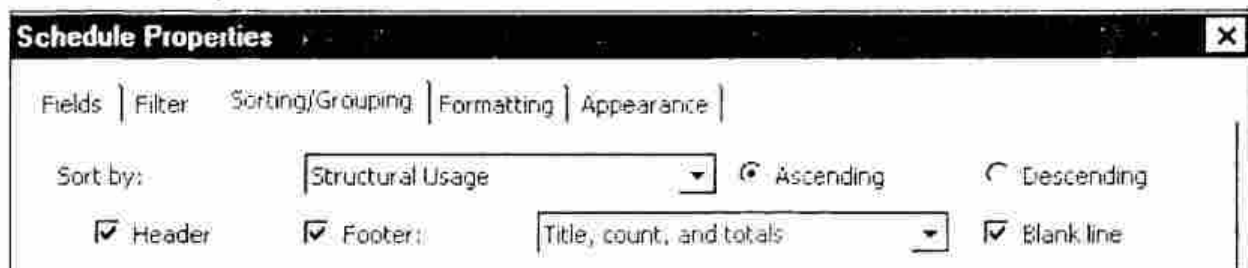 Schedule Properties
Fields Filter Sorting/Grouping Formatting Appearance
Sort by: Structural Usage Ascending Descending
Header Footer: Title, count, and totals Blank line